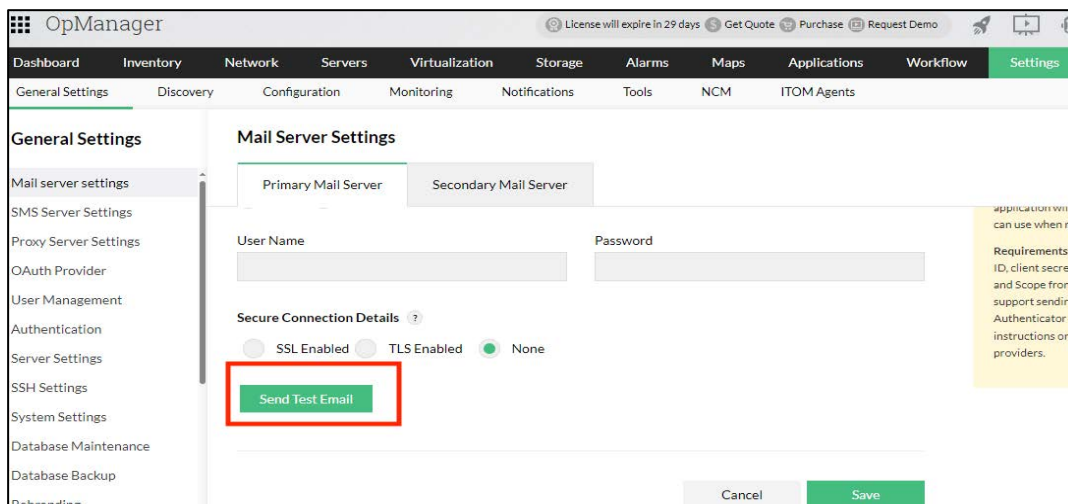 OpManager
License will expire in 29 days Get Quote Purchase Request Demo
Dashboard Inventory Network Servers Virtualization Storage Alarms Maps Applications Workflow Settings
General Settings Discovery Configuration Monitoring Notifications Tools NCM ITOM Agents
General Settings
Mail server settings
SMS Server Settings
Proxy Server Settings
OAuth Provider
User Management
Authentication
Server Settings
SSH Settings
System Settings
Database Maintenance
Database Backup
Mail Server Settings
Primary Mail Server Secondary Mail Server
User Name Password
Secure Connection Details ?
SSL Enabled TLS Enabled None
Send Test Email
Cancel Save
application
can use when
Requirements
ID, client
and Scope
support
Authenticator
instructions
providers.